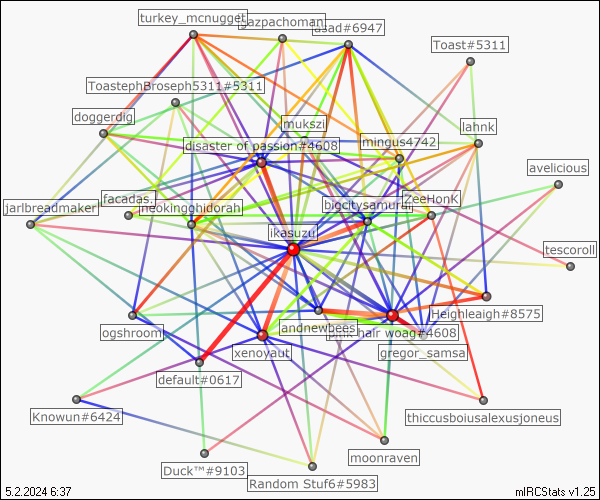 turkey_mcnugget
gazpachoman
asad#6947
Toast#5311
ToastephBroseph5311#5311
doggerdig
mukszi
lahnk
disaster of passion#4608
mingus4742
avelicious
facadas.
jarlbreadmaker
neokingghidorah
bigcitysamurai
ZeeHonK
ikasuzu
tescoroll
Heighleaigh#8575
ogshroom
andnewbees
pink hair woag#4608
xenoyaut
gregor_samsa
default#0617
Knowun#6424
thiccusboiusalexusjoneus
moonraven
Duck™#9103
Random Stuf6#5983
5.2.2024 6:37
mIRCStats v1.25